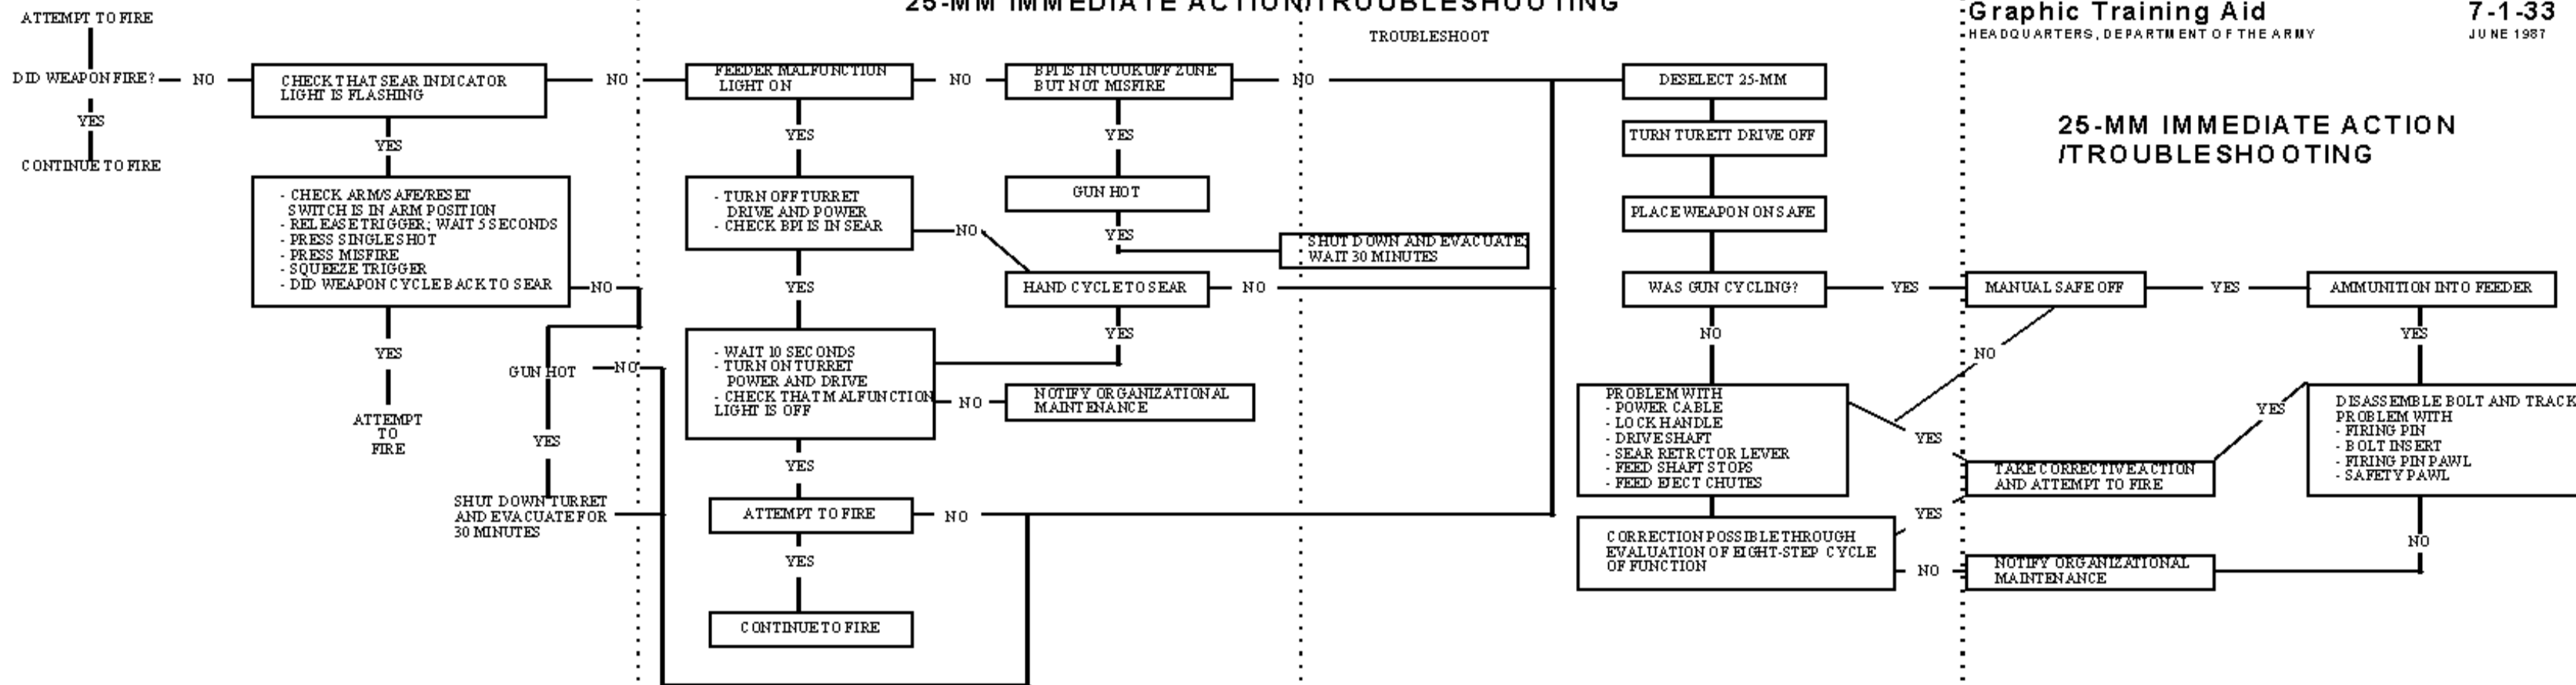 25-MM IMMEDIATE ACTION/TROUBLESHOOTING
Graphic Training Aid
7-1-33
HEADQUARTERS, DEPARTMENT OF THE ARMY
JUNE 1987
25-MM IMMEDIATE ACTION
/TROUBLESHOOTING
ATTEMPT TO FIRE
DID WEAPON FIRE?
NO
YES
CONTINUE TO FIRE
CHECK THAT SEAR INDICATOR
LIGHT IS FLASHING
NO
YES
- CHECK ARM/SAFE/RESET
SWITCH IS IN ARM POSITION
- RELEASE TRIGGER; WAIT 5 SECONDS
- PRESS SINGLE SHOT
- PRESS MISFIRE
- SQUEEZE TRIGGER
- DID WEAPON CYCLE BACK TO SEAR
NO
YES
ATTEMPT
TO
FIRE
GUN HOT
NO
YES
SHUT DOWN TURRET
AND EVACUATE FOR
30 MINUTES
FEEDER MALFUNCTION
LIGHT ON
NO
YES
- TURN OFF TURRET
DRIVE AND POWER
- CHECK BPI IS IN SEAR
NO
YES
- WAIT 10 SECONDS
- TURN ON TURRET
POWER AND DRIVE
- CHECK THAT MALFUNCTION
LIGHT IS OFF
NO
NOTIFY ORGANIZATIONAL
MAINTENANCE
YES
ATTEMPT TO FIRE
NO
YES
CONTINUE TO FIRE
BPI IS IN COOK OFF ZONE
BUT NOT MISFIRE
NO
YES
GUN HOT
YES
SHUT DOWN AND EVACUATE
WAIT 30 MINUTES
HAND CYCLE TO SEAR
NO
YES
TROUBLESHOOT
DESELECT 25-MM
TURN TURETT DRIVE OFF
PLACE WEAPON ON SAFE
WAS GUN CYCLING?
YES
NO
PROBLEM WITH
- POWER CABLE
- LOCK HANDLE
- DRIVE SHAFT
- SEAR RETRCTOR LEVER
- FEED SHAFT STOPS
- FEED EJECT CHUTES
YES
CORRECTION POSSIBLE THROUGH
EVALUATION OF EIGHT-STEP CYCLE
OF FUNCTION
YES
NO
MANUAL SAFE OFF
YES
NO
AMMUNITION INTO FEEDER
YES
TAKE CORRECTIVE ACTION
AND ATTEMPT TO FIRE
YES
DISASSEMBLE BOLT AND TRACK
PROBLEM WITH
- FIRING PIN
- BOLT INSERT
- FIRING PIN PAWL
- SAFETY PAWL
NO
NOTIFY ORGANIZATIONAL
MAINTENANCE